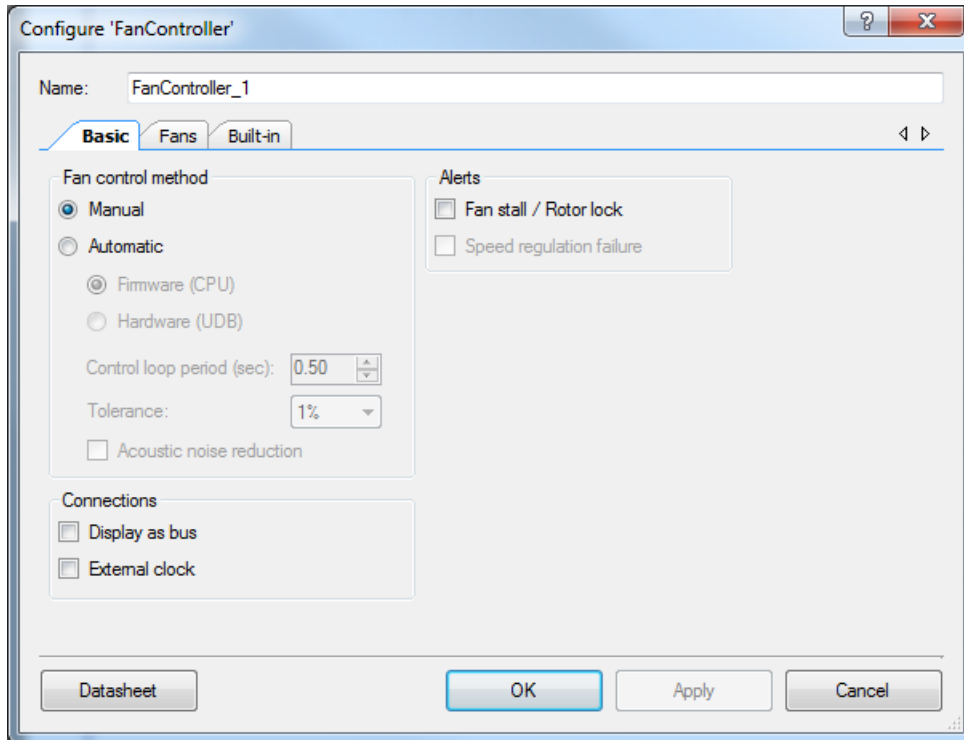 Configure 'FanController'
Name: FanController_1
Basic Fans Built-in
Fan control method
Manual
Automatic
Firmware (CPU)
Hardware (UDB)
Control loop period (sec): 0.50
Tolerance: 1%
Acoustic noise reduction
Alerts
Fan stall / Rotor lock
Speed regulation failure
Connections
Display as bus
External clock
Datasheet OK Apply Cancel